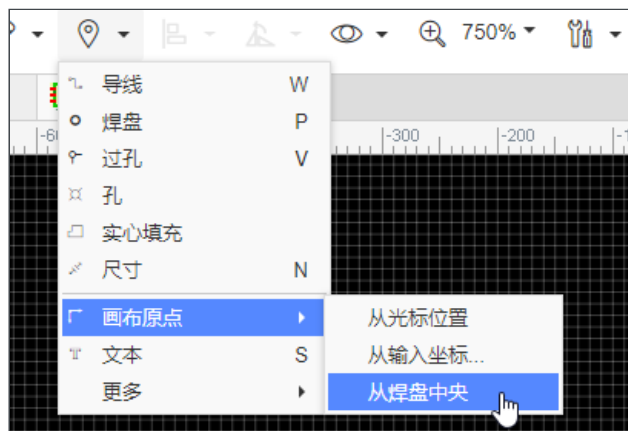 750%
导线 W
焊盘 P
-300 -200
过孔 V
孔
实心填充
尺寸 N
画布原点
从光标位置
文本 S
从输入坐标...
更多
从焊盘中央